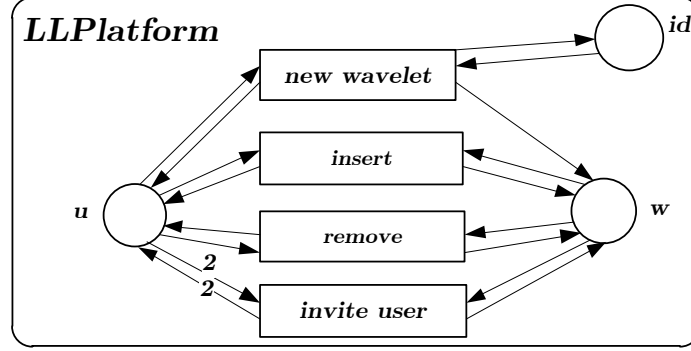 LLPlatform
id
new wavelet
insert
u
w
remove
2
2
invite user